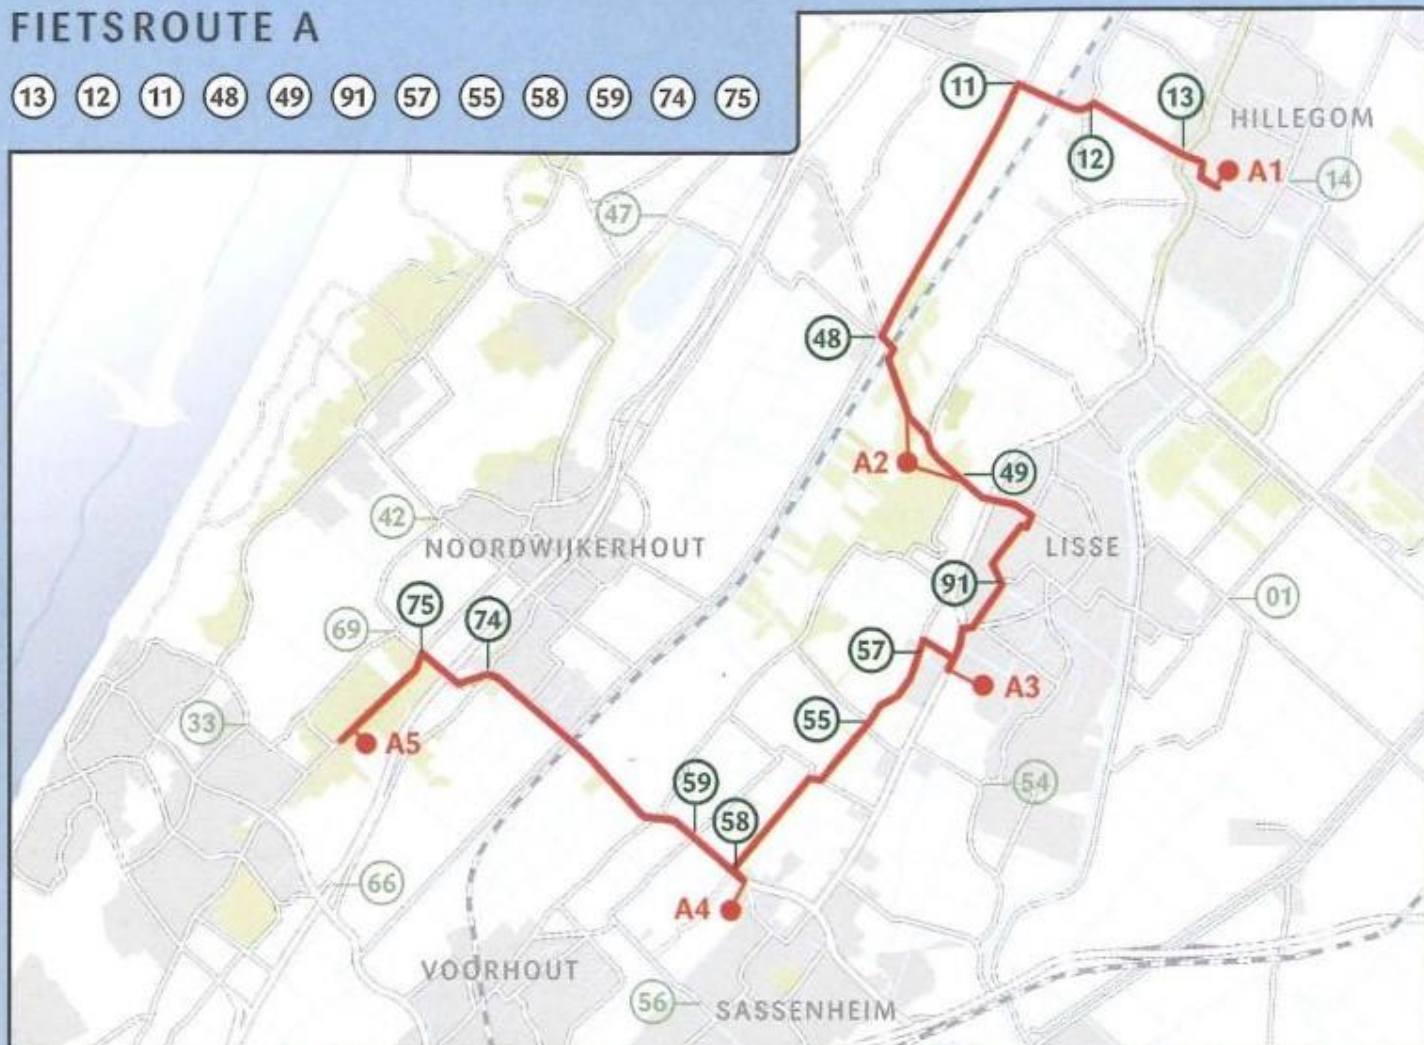 FIETSROUTE A
13 12 11 48 49 91 57 55 58 59 74 75
11
13
HILLEGOM
12
A1
14
47
48
A2
49
42
NOORDWIJKERHOUT
LISSE
91
01
75
74
69
57
A3
33
55
A5
59
54
58
66
A4
VOORHOUT
56
SASSENHEIM